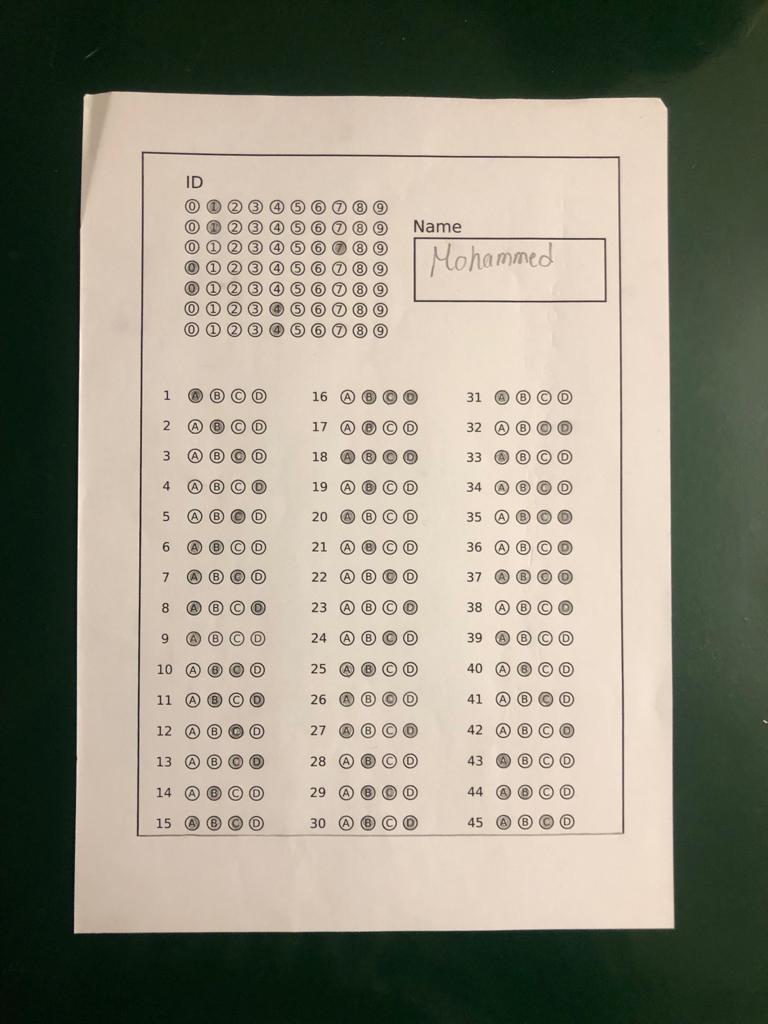 ID
0 1 2 3 4 5 6 7 8 9
0 1 2 3 4 5 6 7 8 9
0 1 2 3 4 5 6 7 8 9
0 1 2 3 4 5 6 7 8 9
0 1 2 3 4 5 6 7 8 9
0 1 2 3 4 5 6 7 8 9
0 1 2 3 4 5 6 7 8 9
Name
Mohammed
1 A B C D
2 A B C D
3 A B C D
4 A B C D
5 A B C D
6 A B C D
7 A B C D
8 A B C D
9 A B C D
10 A B C D
11 A B C D
12 A B C D
13 A B C D
14 A B C D
15 A B C D
16 A B C D
17 A B C D
18 A B C D
19 A B C D
20 A B C D
21 A B C D
22 A B C D
23 A B C D
24 A B C D
25 A B C D
26 A B C D
27 A B C D
28 A B C D
29 A B C D
30 A B C D
31 A B C D
32 A B C D
33 A B C D
34 A B C D
35 A B C D
36 A B C D
37 A B C D
38 A B C D
39 A B C D
40 A B C D
41 A B C D
42 A B C D
43 A B C D
44 A B C D
45 A B C D